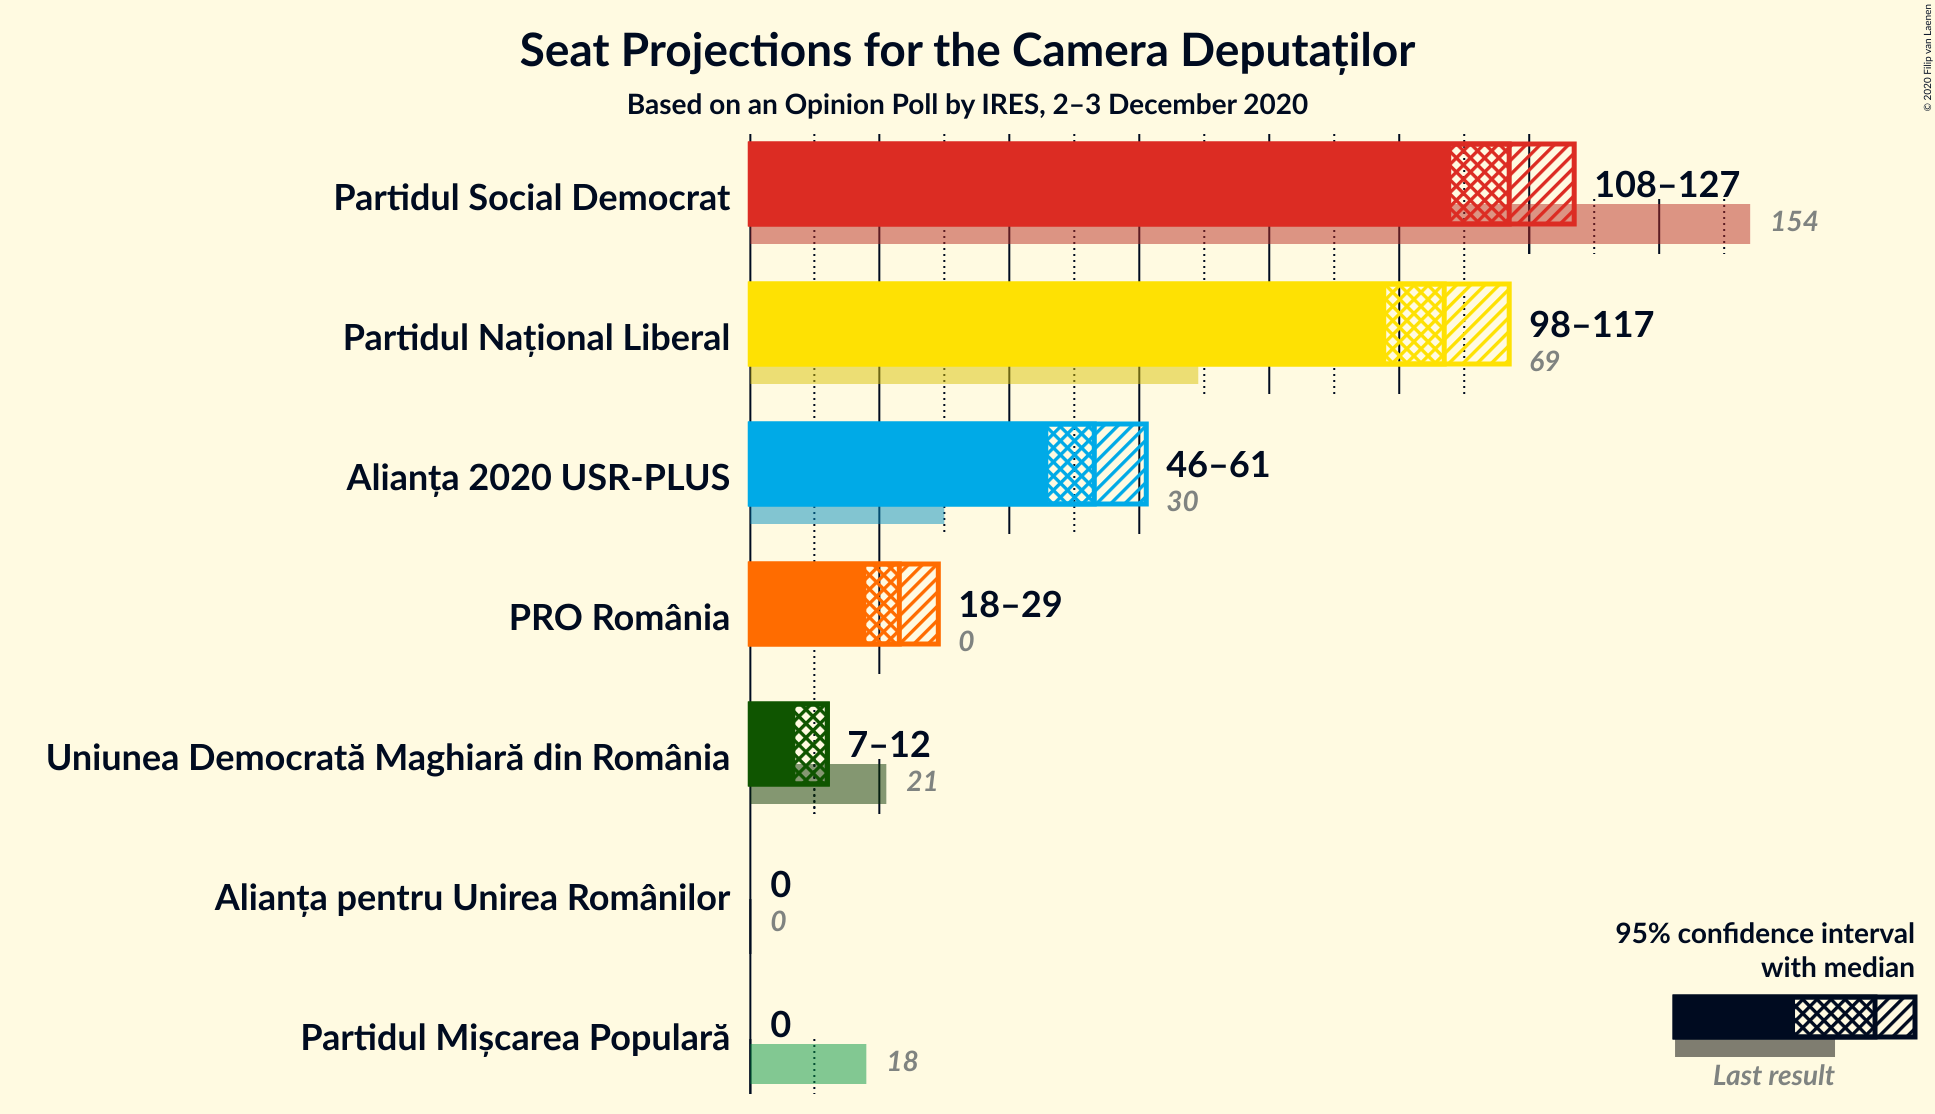 Seat Projections for the Camera Deputaților
Based on an Opinion Poll by IRES, 2–3 December 2020
© 2020 Filip van Laenen
Partidul Social Democrat
108–127
154
Partidul Național Liberal
98–117
69
Alianța 2020 USR-PLUS
46–61
30
PRO România
18–29
0
Uniunea Democrată Maghiară din România
7–12
21
Alianța pentru Unirea Românilor
0
0
Partidul Mișcarea Populară
0
18
95% confidence interval
with median
Last result